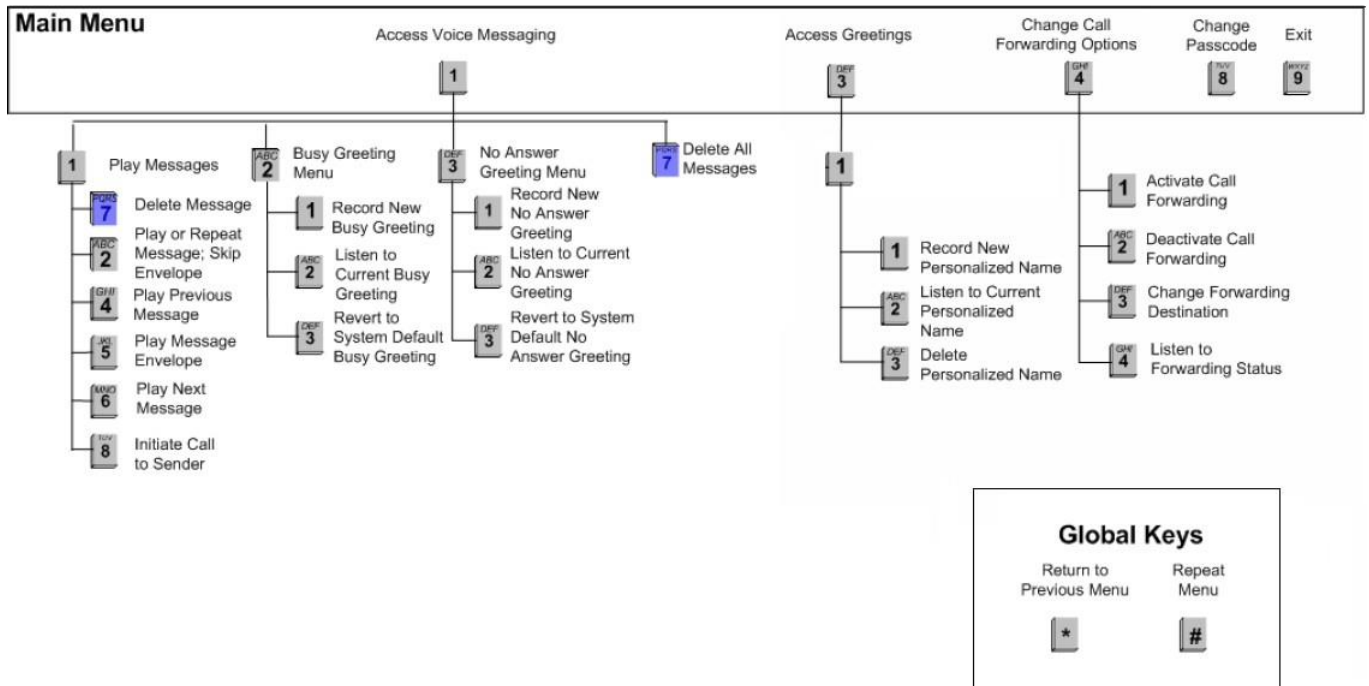 Main Menu
Access Voice Messaging
1
Access Greetings
DEF
3
Change Call
Forwarding Options
GHI
4
Change
Passcode
TUV
8
Exit
WXYZ
9
1
Play Messages
PQRS
7
Delete Message
ABC
2
Play or Repeat
Message; Skip
Envelope
GHI
4
Play Previous
Message
JKL
5
Play Message
Envelope
MNO
6
Play Next
Message
TUV
8
Initiate Call
to Sender
ABC
2
Busy Greeting
Menu
1
Record New
Busy Greeting
ABC
2
Listen to
Current Busy
Greeting
DEF
3
Revert to
System Default
Busy Greeting
DEF
3
No Answer
Greeting Menu
1
Record New
No Answer
Greeting
ABC
2
Listen to Current
No Answer
Greeting
DEF
3
Revert to System
Default No
Answer Greeting
PQRS
7
Delete All
Messages
1
1
Record New
Personalized Name
ABC
2
Listen to Current
Personalized
Name
DEF
3
Delete
Personalized Name
1
Activate Call
Forwarding
ABC
2
Deactivate Call
Forwarding
DEF
3
Change Forwarding
Destination
GHI
4
Listen to
Forwarding Status
Global Keys
Return to
Previous Menu
*
Repeat
Menu
#